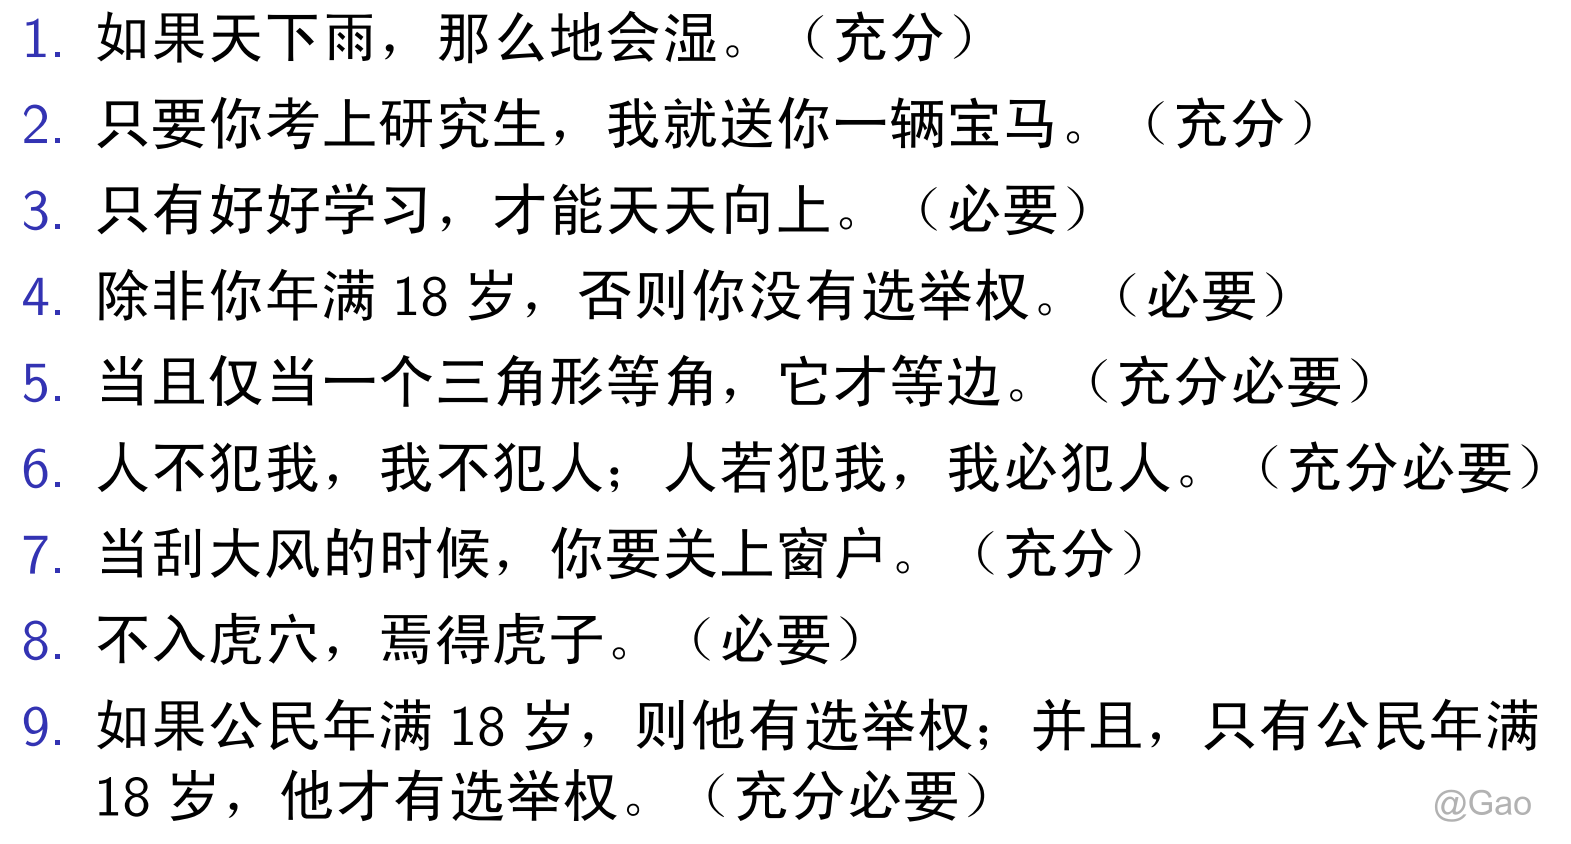 1. 如果天下雨，那么地会湿。（充分）
2. 只要你考上研究生，我就送你一辆宝马。（充分）
3. 只有好好学习，才能天天向上。（必要）
4. 除非你年满 18 岁，否则你没有选举权。（必要）
5. 当且仅当一个三角形等角，它才等边。（充分必要）
6. 人不犯我，我不犯人；人若犯我，我必犯人。（充分必要）
7. 当刮大风的时候，你要关上窗户。（充分）
8. 不入虎穴，焉得虎子。（必要）
9. 如果公民年满 18 岁，则他有选举权；并且，只有公民年满
18 岁，他才有选举权。（充分必要）
@Gao